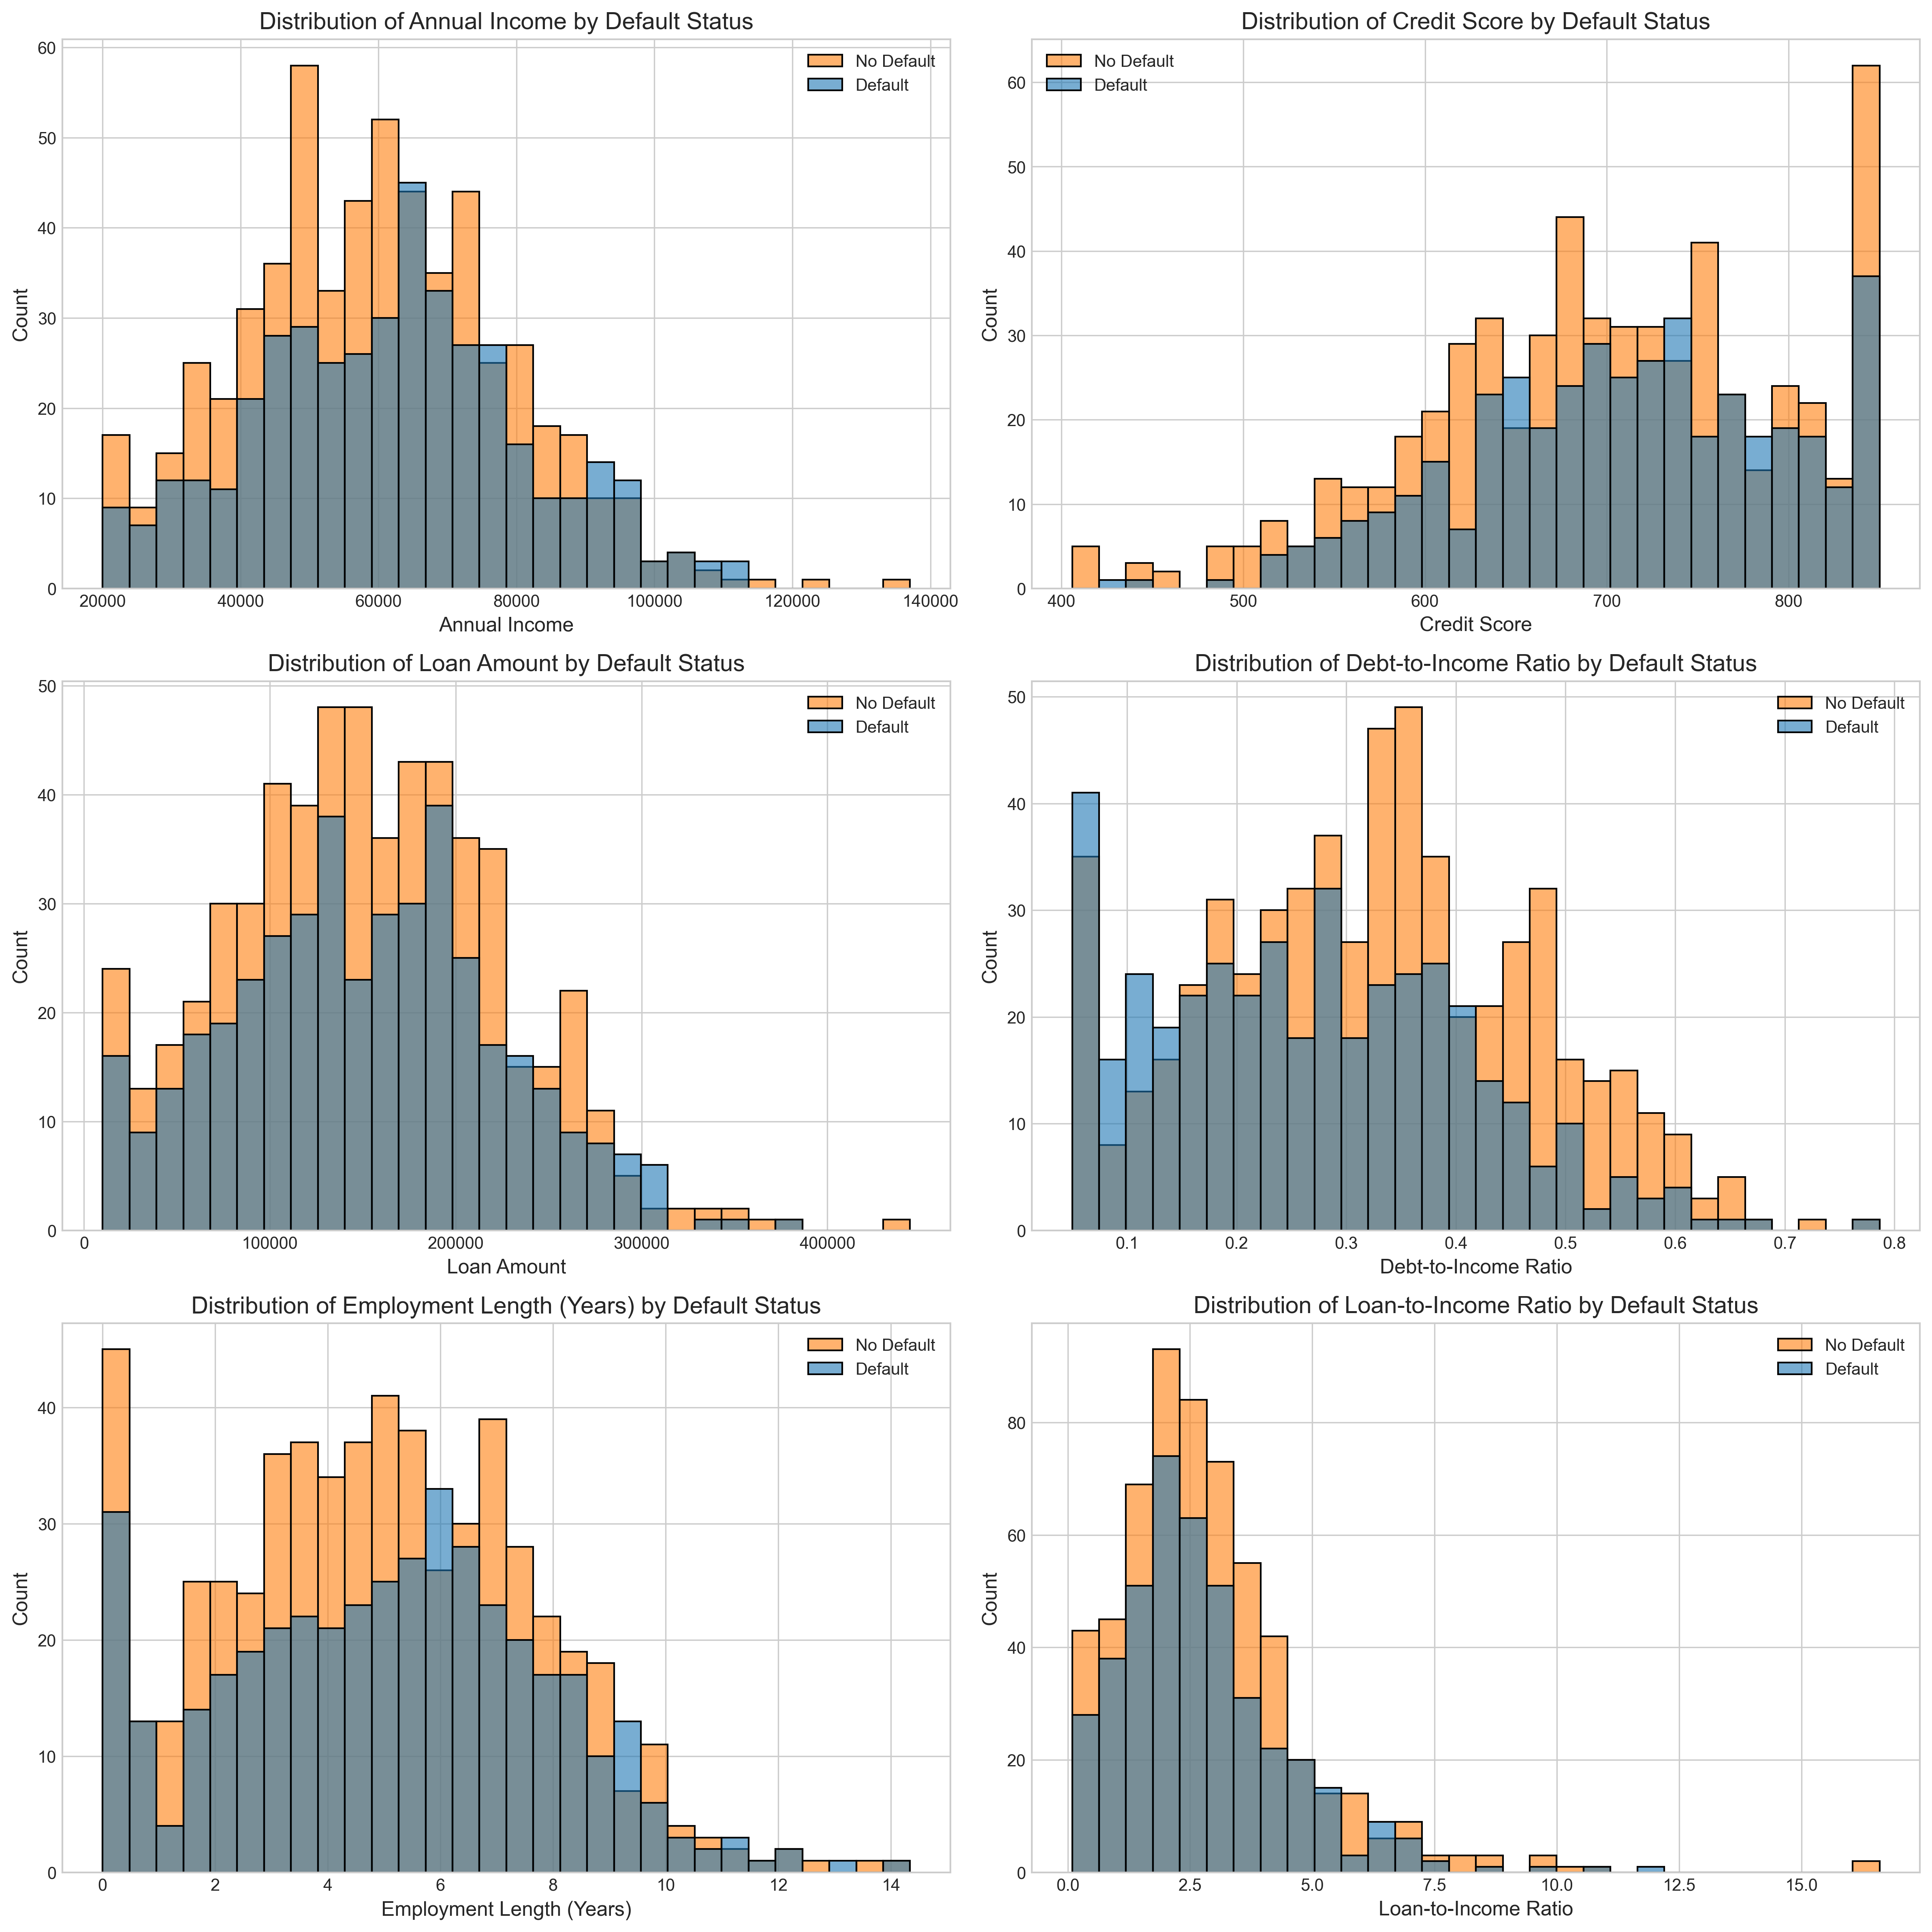 Distribution of Annual Income by Default Status
No Default
Default
Count
60
50
40
30
20
10
0
20000 40000 60000 80000 100000 120000 140000
Annual Income
Distribution of Credit Score by Default Status
No Default
Default
Count
60
50
40
30
20
10
0
400 500 600 700 800
Credit Score
Distribution of Loan Amount by Default Status
No Default
Default
Count
50
40
30
20
10
0
0 100000 200000 300000 400000
Loan Amount
Distribution of Debt-to-Income Ratio by Default Status
No Default
Default
Count
50
40
30
20
10
0
0.1 0.2 0.3 0.4 0.5 0.6 0.7 0.8
Debt-to-Income Ratio
Distribution of Employment Length (Years) by Default Status
No Default
Default
Count
40
30
20
10
0
0 2 4 6 8 10 12 14
Employment Length (Years)
Distribution of Loan-to-Income Ratio by Default Status
No Default
Default
Count
80
60
40
20
0
0.0 2.5 5.0 7.5 10.0 12.5 15.0
Loan-to-Income Ratio